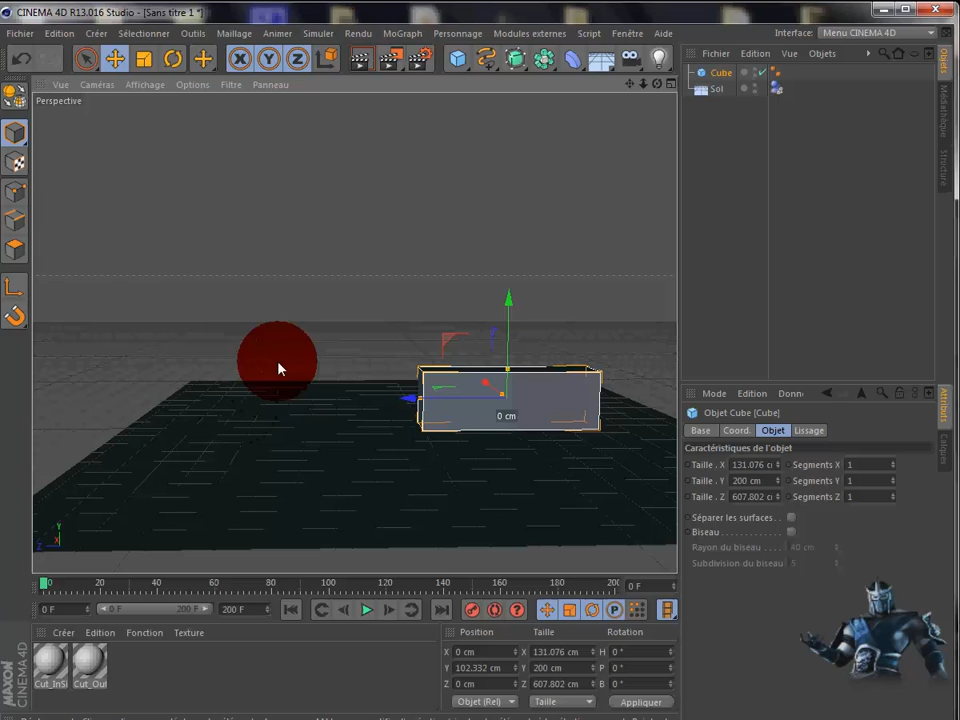 CINEMA 4D R13.016 Studio - [Sans titre 1 *]
Fichier Edition Créer Sélectionner Outils Maillage Animer Simuler Rendu MoGraph Personnage Modules externes Script Fenêtre Aide Interface: Menu CINEMA 4D
Vue Caméras Affichage Options Filtre Panneau
Perspective
0 cm
Y
X
Z
Fichier Edition Vue Objets
Cube
Sol
Objets
Médiathèque
Structure
Mode Edition Donn
Objet Cube [Cube]
Base Coord. Objet Lissage
Caractéristiques de l'objet
Taille . X 131.076 c Segments X 1
Taille . Y 200 cm Segments Y 1
Taille . Z 607.802 c Segments Z 1
Séparer les surfaces. .
Biseau
Rayon du biseau . . . . 40 cm
Subdivision du biseau 5
Attributs
Calques
0 20 40 60 80 100 120 140 160 180 20 0 F
0 F 0 F 200 F 200 F
Créer Edition Fonction Texture
Cut_InSi Cut_Out
Position Taille Rotation
X 0 cm X 131.076 cm H 0 °
Y 102.332 cm Y 200 cm P 0 °
Z 0 cm Z 607.802 cm B 0 °
Objet (Rel) Taille Appliquer
MAXON
CINEMA 4D